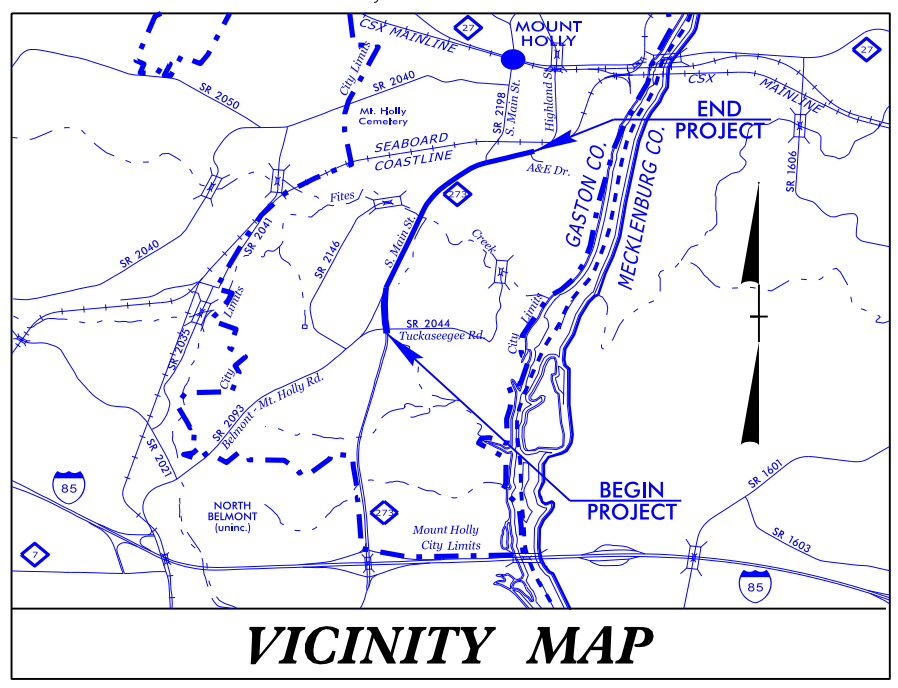 CSX MAINLINE
27
MOUNT
HOLLY
27
City Limits
SR 2040
SR 2050
Mt. Holly
Cemetery
SR 2198
S. Main St.
Highland St.
CSX
MAINLINE
END
PROJECT
SEABOARD
COASTLINE
A&E Dr.
SR 1606
Fites
273
GASTON CO.
MECKLENBURG CO.
SR 2041
SR 2040
SR 2146
S. Main St.
Creek
City Limits
SR 2044
Tuckaseegee Rd.
City Limits
SR 2035
SR 2093
Belmont - Mt. Holly Rd.
SR 2021
85
NORTH
BELMONT
(uninc.)
273
Mount Holly
City Limits
BEGIN
PROJECT
SR 1601
SR 1603
7
85
VICINITY MAP